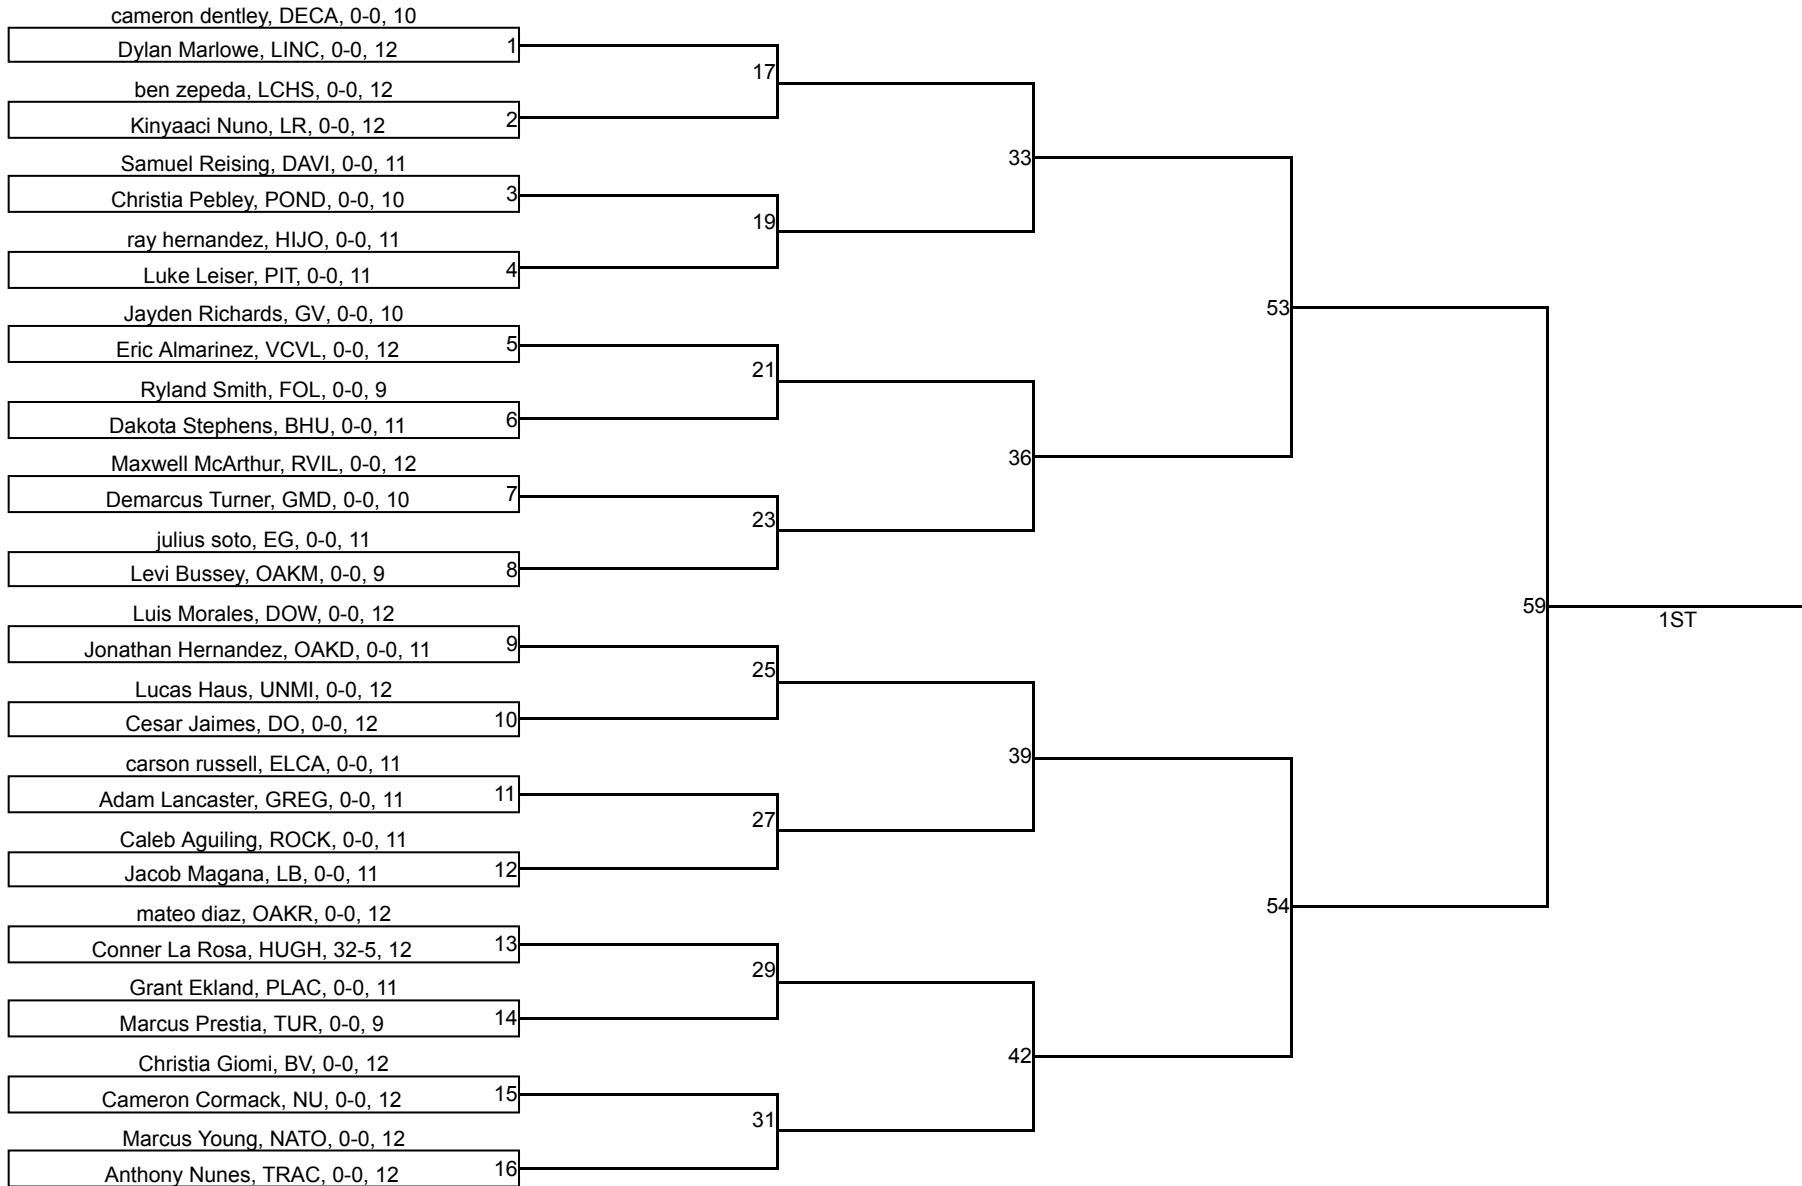 cameron dentley, DECA, 0-0, 10
Dylan Marlowe, LINC, 0-0, 12
1
17
ben zepeda, LCHS, 0-0, 12
Kinyaaci Nuno, LR, 0-0, 12
2
33
Samuel Reising, DAVI, 0-0, 11
Christia Pebley, POND, 0-0, 10
3
19
ray hernandez, HIJO, 0-0, 11
Luke Leiser, PIT, 0-0, 11
4
53
Jayden Richards, GV, 0-0, 10
Eric Almarinez, VCVL, 0-0, 12
5
21
Ryland Smith, FOL, 0-0, 9
Dakota Stephens, BHU, 0-0, 11
6
36
Maxwell McArthur, RVIL, 0-0, 12
Demarcus Turner, GMD, 0-0, 10
7
23
julius soto, EG, 0-0, 11
Levi Bussey, OAKM, 0-0, 9
8
59
1ST
Luis Morales, DOW, 0-0, 12
Jonathan Hernandez, OAKD, 0-0, 11
9
25
Lucas Haus, UNMI, 0-0, 12
Cesar Jaimes, DO, 0-0, 12
10
39
carson russell, ELCA, 0-0, 11
Adam Lancaster, GREG, 0-0, 11
11
27
Caleb Aguiling, ROCK, 0-0, 11
Jacob Magana, LB, 0-0, 11
12
54
mateo diaz, OAKR, 0-0, 12
Conner La Rosa, HUGH, 32-5, 12
13
29
Grant Ekland, PLAC, 0-0, 11
Marcus Prestia, TUR, 0-0, 9
14
42
Christia Giomi, BV, 0-0, 12
Cameron Cormack, NU, 0-0, 12
15
31
Marcus Young, NATO, 0-0, 12
Anthony Nunes, TRAC, 0-0, 12
16